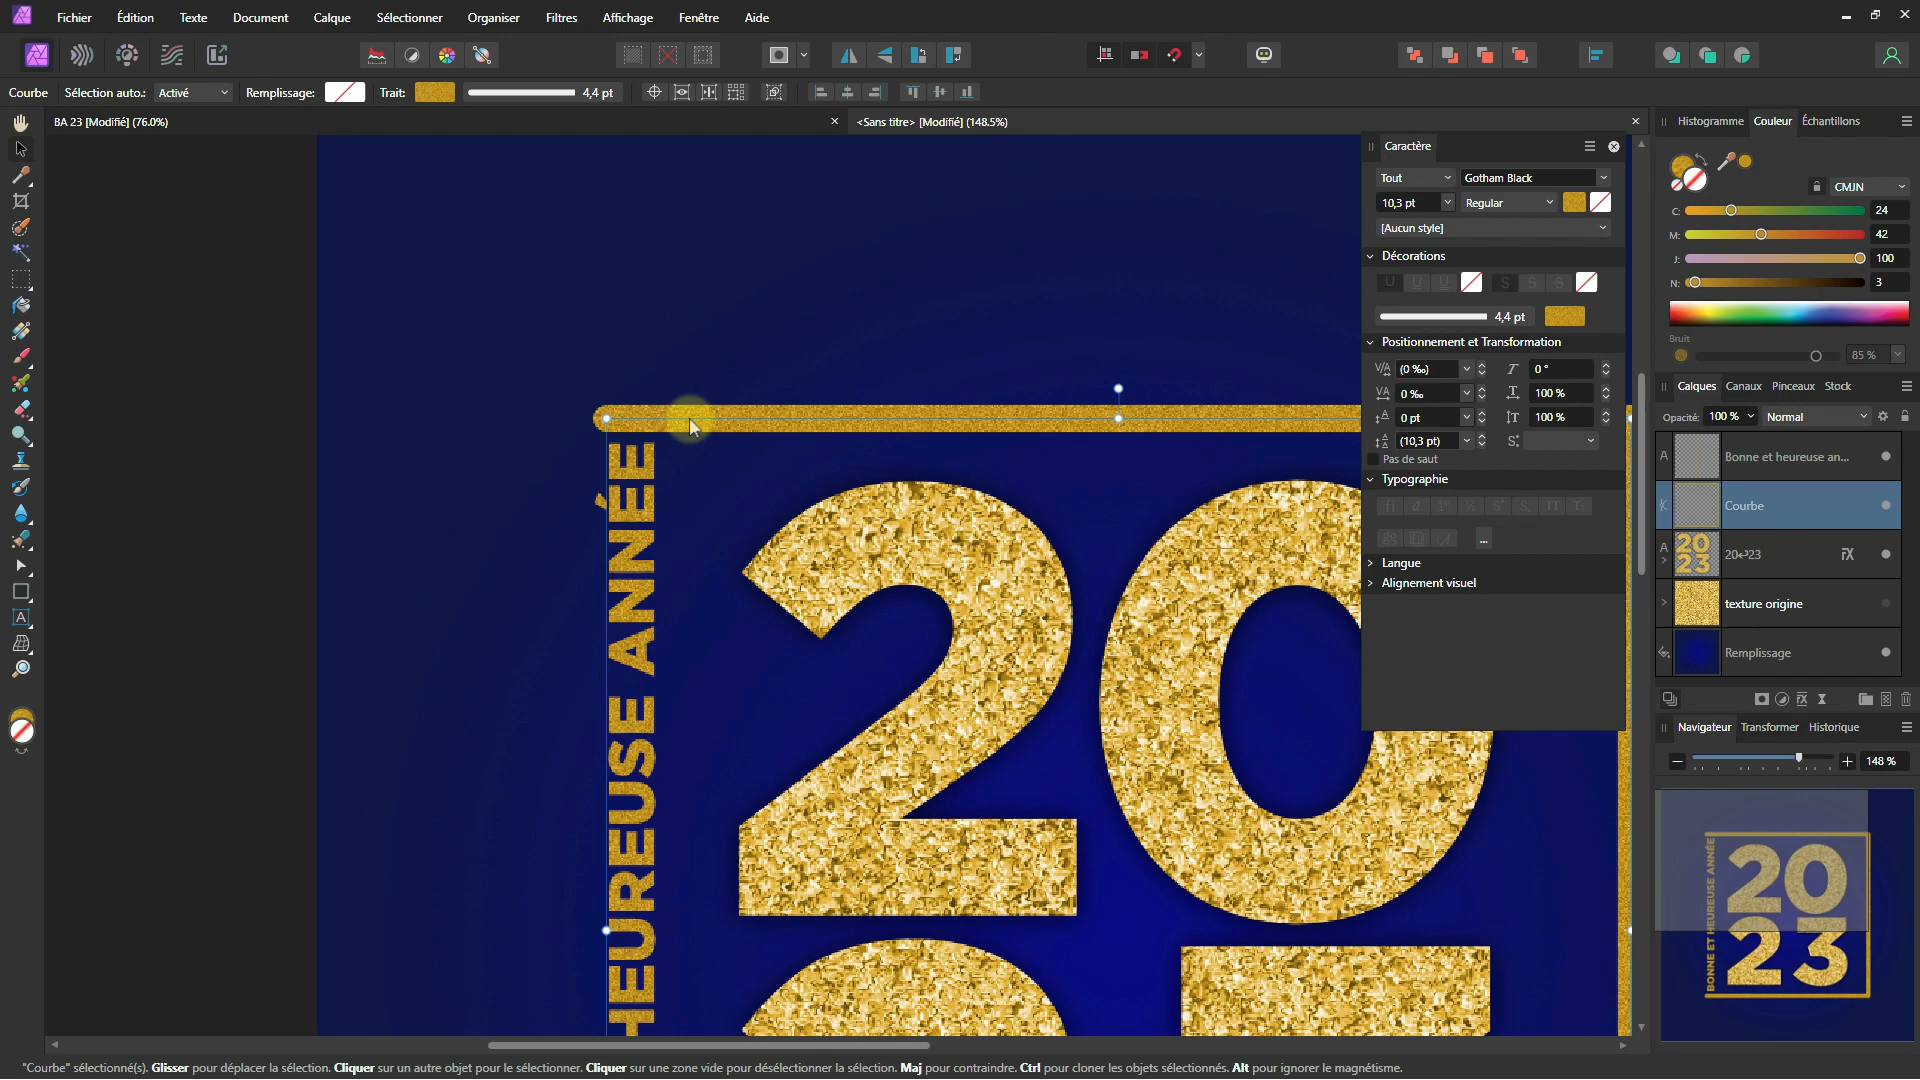 Fichier Édition Texte Document Calque Sélectionner Organiser Filtres Affichage Fenêtre Aide
Courbe Sélection auto.: Activé Remplissage: Trait: 4,4 pt
BA 23 [Modifié] (76.0%)
<Sans titre> [Modifié] (148.5%)
Histogramme Couleur Échantillons
CMJN
C: 24
M: 42
J: 100
N: 3
Bruit
85 %
Caractère
Tout Gotham Black
10,3 pt Regular
[Aucun style]
Décorations
4,4 pt
Positionnement et Transformation
(0 ‰) 0 °
0 ‰ 100 %
0 pt 100 %
(10,3 pt)
Pas de saut
Typographie
...
Langue
Alignement visuel
Calques Canaux Pinceaux Stock
Opacité: 100 % Normal
Bonne et heureuse an...
Courbe
20↩23
texture origine
Remplissage
Navigateur Transformer Historique
148 %
HEUREUSE ANNÉE
20
BONNE ET HEUREUSE ANNÉE
20
23
"Courbe" sélectionné(s). Glisser pour déplacer la sélection. Cliquer sur un autre objet pour le sélectionner. Cliquer sur une zone vide pour désélectionner la sélection. Maj pour contraindre. Ctrl pour cloner les objets sélectionnés. Alt pour ignorer le magnétisme.